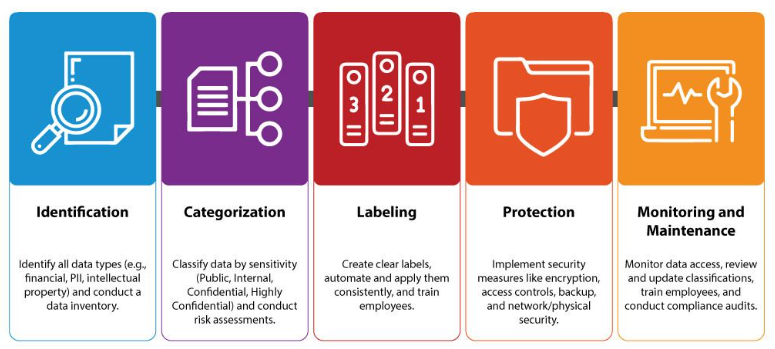 3
2
1
Identification
Identify all data types (e.g.,
financial, PII, intellectual
property) and conduct a
data inventory.
Categorization
Classify data by sensitivity
(Public, Internal,
Confidential, Highly
Confidential) and conduct
risk assessments.
Labeling
Create clear labels,
automate and apply them
consistently, and train
employees.
Protection
Implement security
measures like encryption,
access controls, backup,
and network/physical
security.
Monitoring and
Maintenance
Monitor data access, review
and update classifications,
train employees, and
conduct compliance audits.